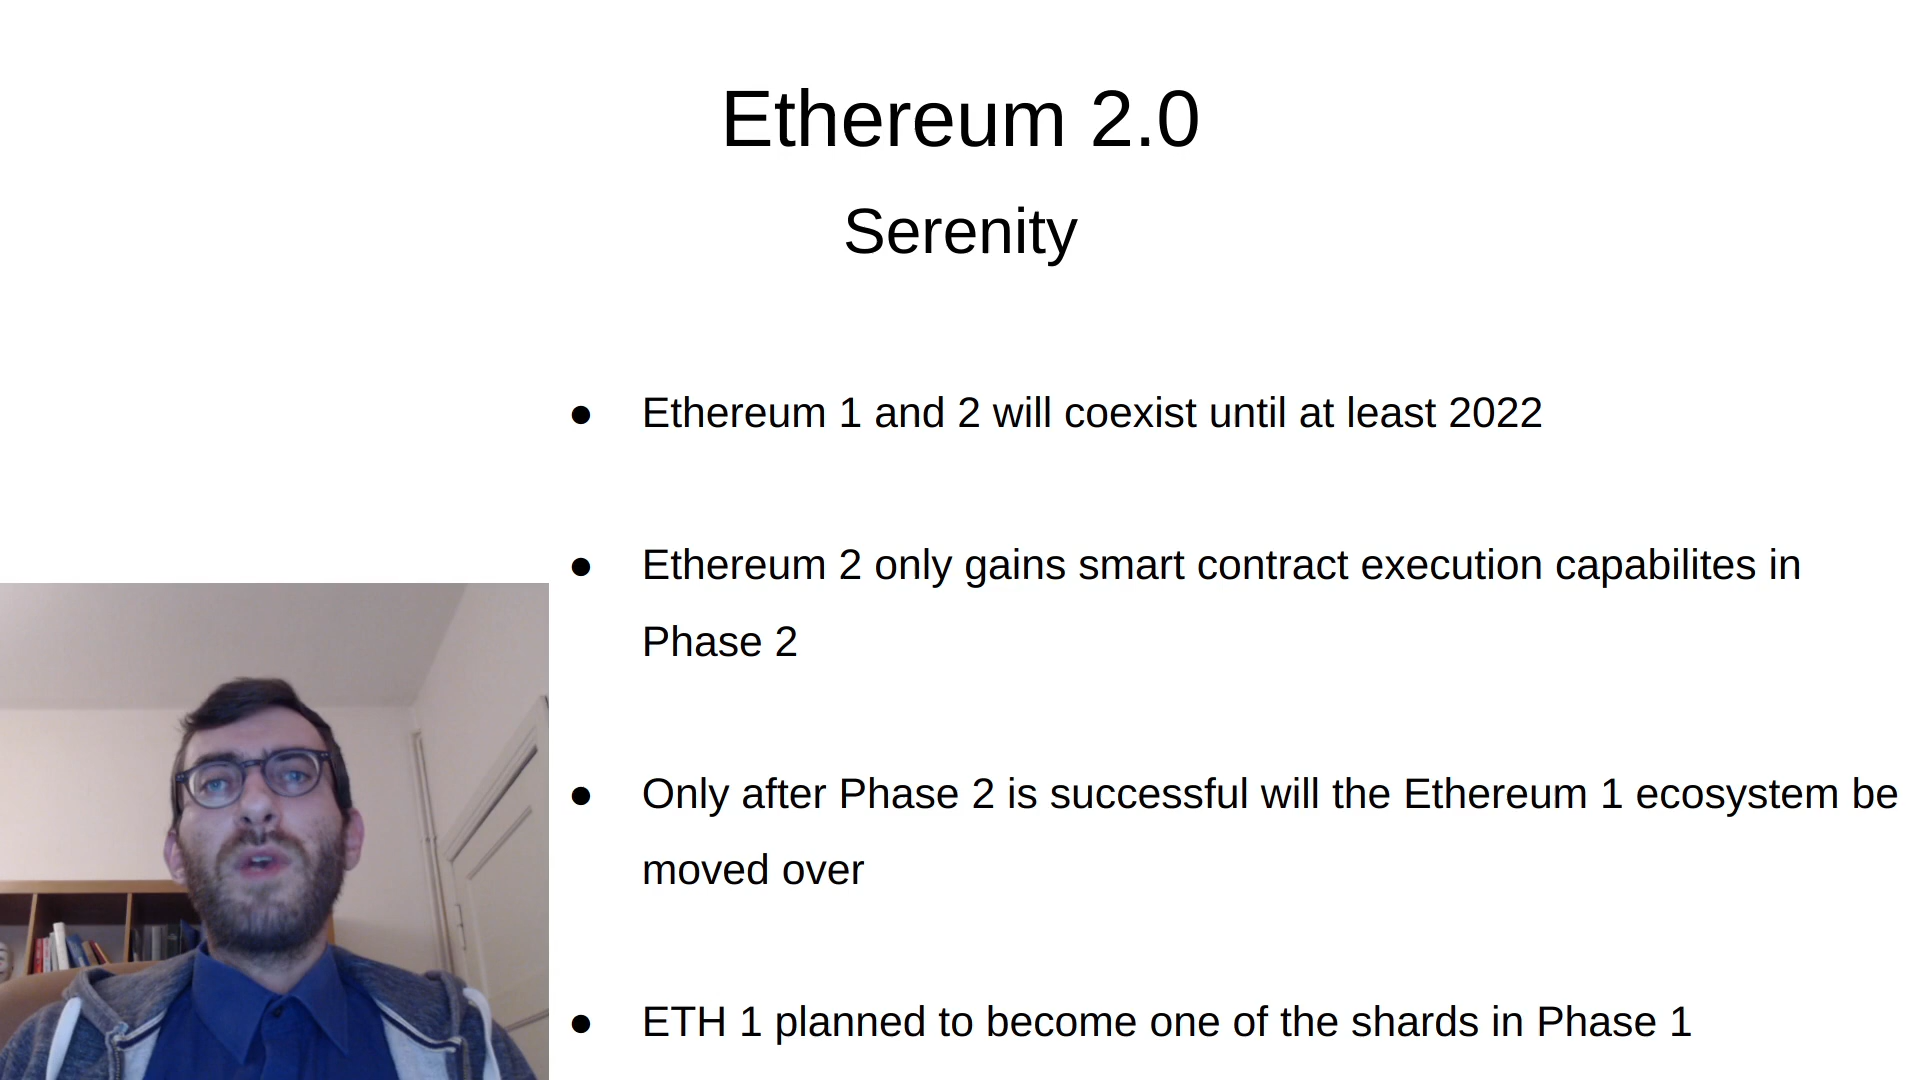 Ethereum 2.0
Serenity
● Ethereum 1 and 2 will coexist until at least 2022
● Ethereum 2 only gains smart contract execution capabilites in
Phase 2
● Only after Phase 2 is successful will the Ethereum 1 ecosystem be
moved over
● ETH 1 planned to become one of the shards in Phase 1